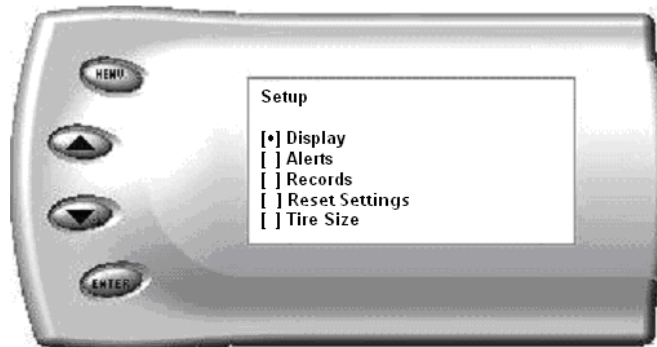 MENU
Setup
[•] Display
[ ] Alerts
[ ] Records
[ ] Reset Settings
[ ] Tire Size
ENTER